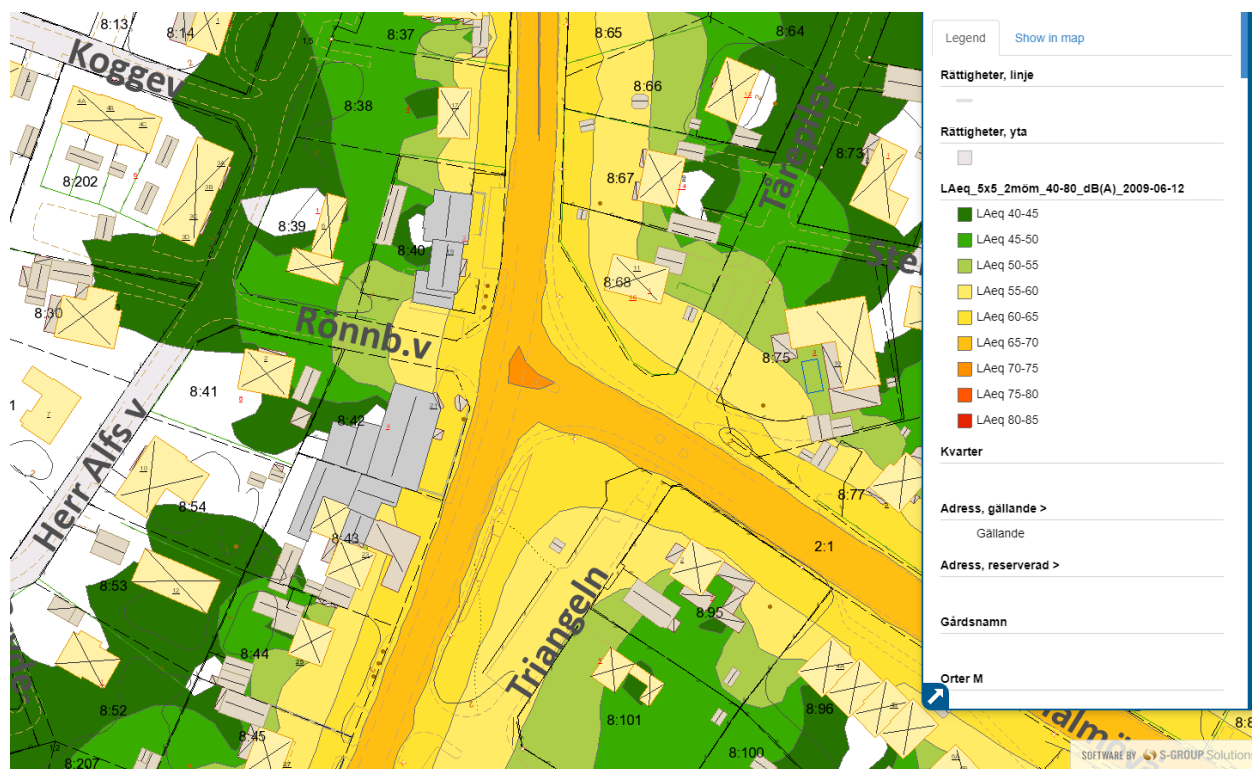 8:13
8:14
8:37
8:65
8:64
Koggev
8:38
8:66
Tärepilsv
8:73
8:202
8:67
8:39
8:40
8:68
8:30
Rönnb.v
8:75
8:41
8:42
Herr Alfs v
8:54
8:77
8:43
2:1
8:53
Triangeln
8:95
8:44
8:52
8:101
8:96
8:45
8:207
8:100
Legend
Show in map
Rättigheter, linje
Rättigheter, yta
LAeq_5x5_2möm_40-80_dB(A)_2009-06-12
LAeq 40-45
LAeq 45-50
LAeq 50-55
LAeq 55-60
LAeq 60-65
LAeq 65-70
LAeq 70-75
LAeq 75-80
LAeq 80-85
Kvarter
Adress, gällande >
Gällande
Adress, reserverad >
Gårdsnamn
Orter M
SOFTWARE BY S-GROUP Solutions